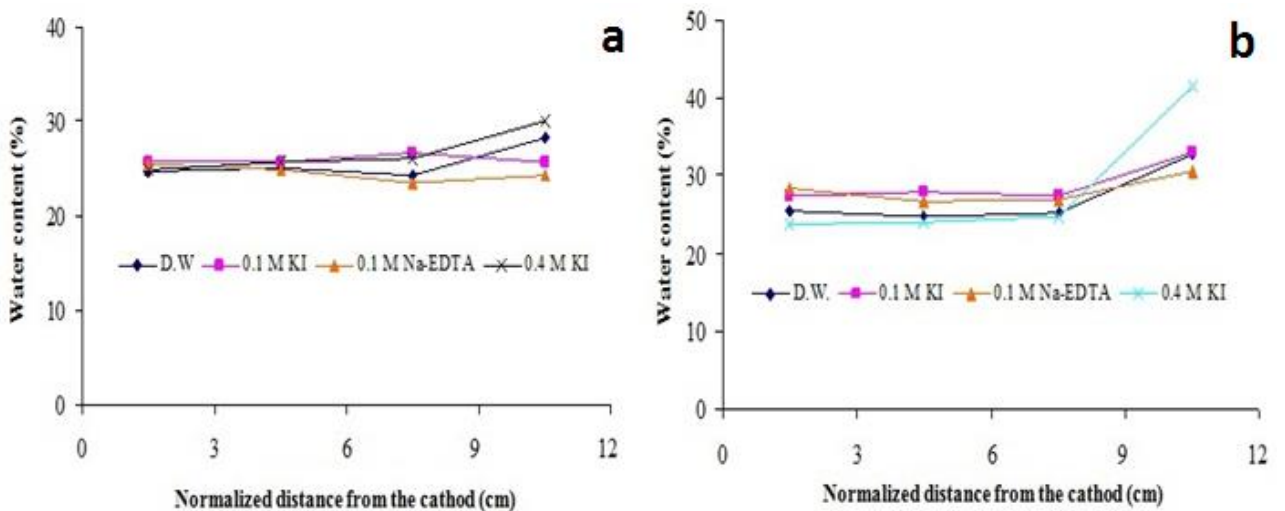 a
Water content (%)
40
30
20
10
0
D.W 0.1 M KI 0.1 M Na-EDTA 0.4 M KI
0 3 6 9 12
Normalized distance from the cathod (cm)
b
Water content (%)
50
40
30
20
10
0
D.W. 0.1 M KI 0.1 M Na-EDTA 0.4 M KI
0 3 6 9 12
Normalized distance from the cathod (cm)